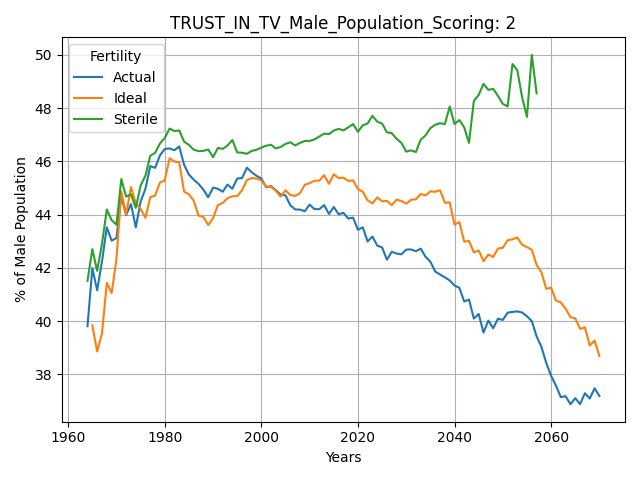 TRUST_IN_TV_Male_Population_Scoring: 2
Fertility
Actual
Ideal
Sterile
% of Male Population
50
48
46
44
42
40
38
1960
1980
2000
2020
2040
2060
Years